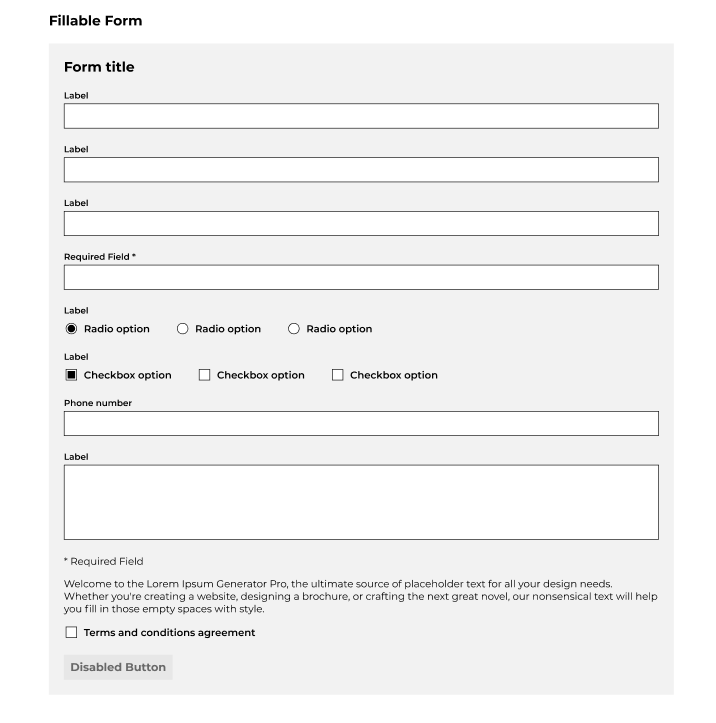 Fillable Form
Form title
Label
Label
Label
Required Field *
Label
Radio option Radio option Radio option
Label
Checkbox option Checkbox option Checkbox option
Phone number
Label
* Required Field
Welcome to the Lorem Ipsum Generator Pro, the ultimate source of placeholder text for all your design needs.
Whether you're creating a website, designing a brochure, or crafting the next great novel, our nonsensical text will help
you fill in those empty spaces with style.
Terms and conditions agreement
Disabled Button